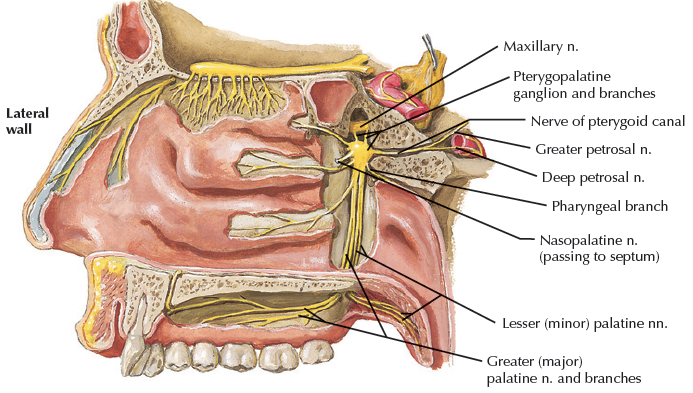 Maxillary n.
Pterygopalatine
ganglion and branches
Lateral
wall
Nerve of pterygoid canal
Greater petrosal n.
Deep petrosal n.
Pharyngeal branch
Nasopalatine n.
(passing to septum)
Lesser (minor) palatine nn.
Greater (major)
palatine n. and branches